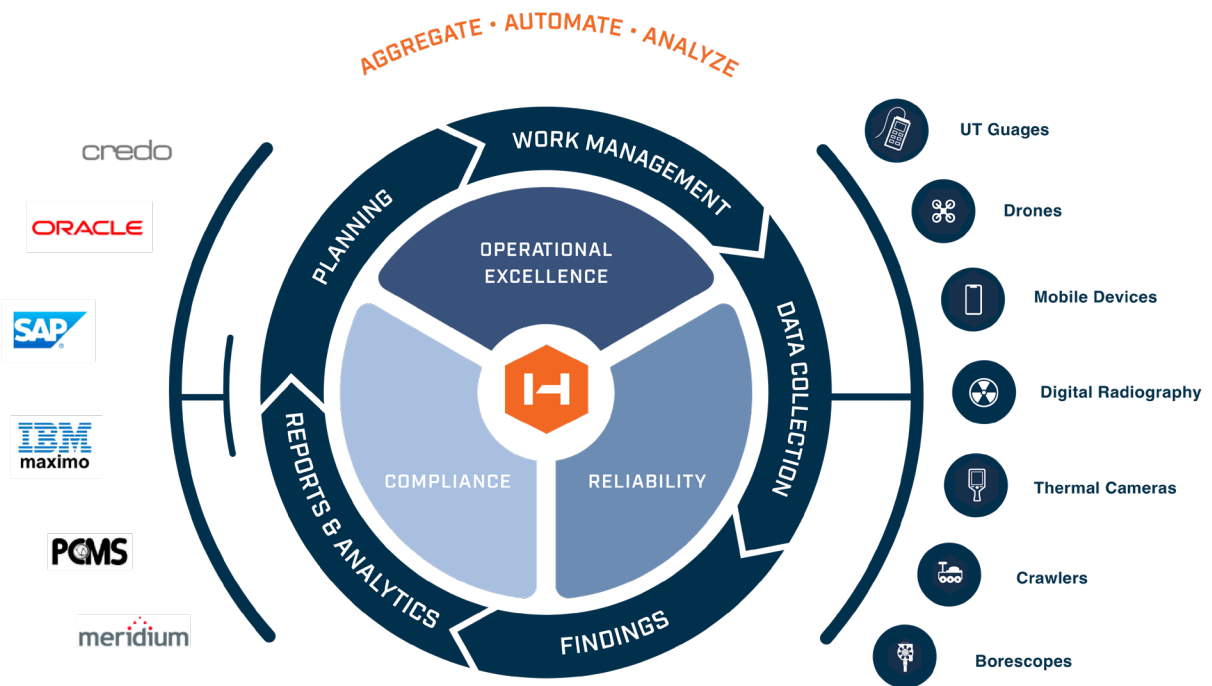 AGGREGATE • AUTOMATE • ANALYZE
credo
ORACLE
SAP
®
IBM
maximo
PCMS
meridium
PLANNING
WORK MANAGEMENT
DATA COLLECTION
FINDINGS
REPORTS & ANALYTICS
OPERATIONAL
EXCELLENCE
COMPLIANCE
RELIABILITY
H
UT Guages
Drones
Mobile Devices
Digital Radiography
Thermal Cameras
Crawlers
Borescopes